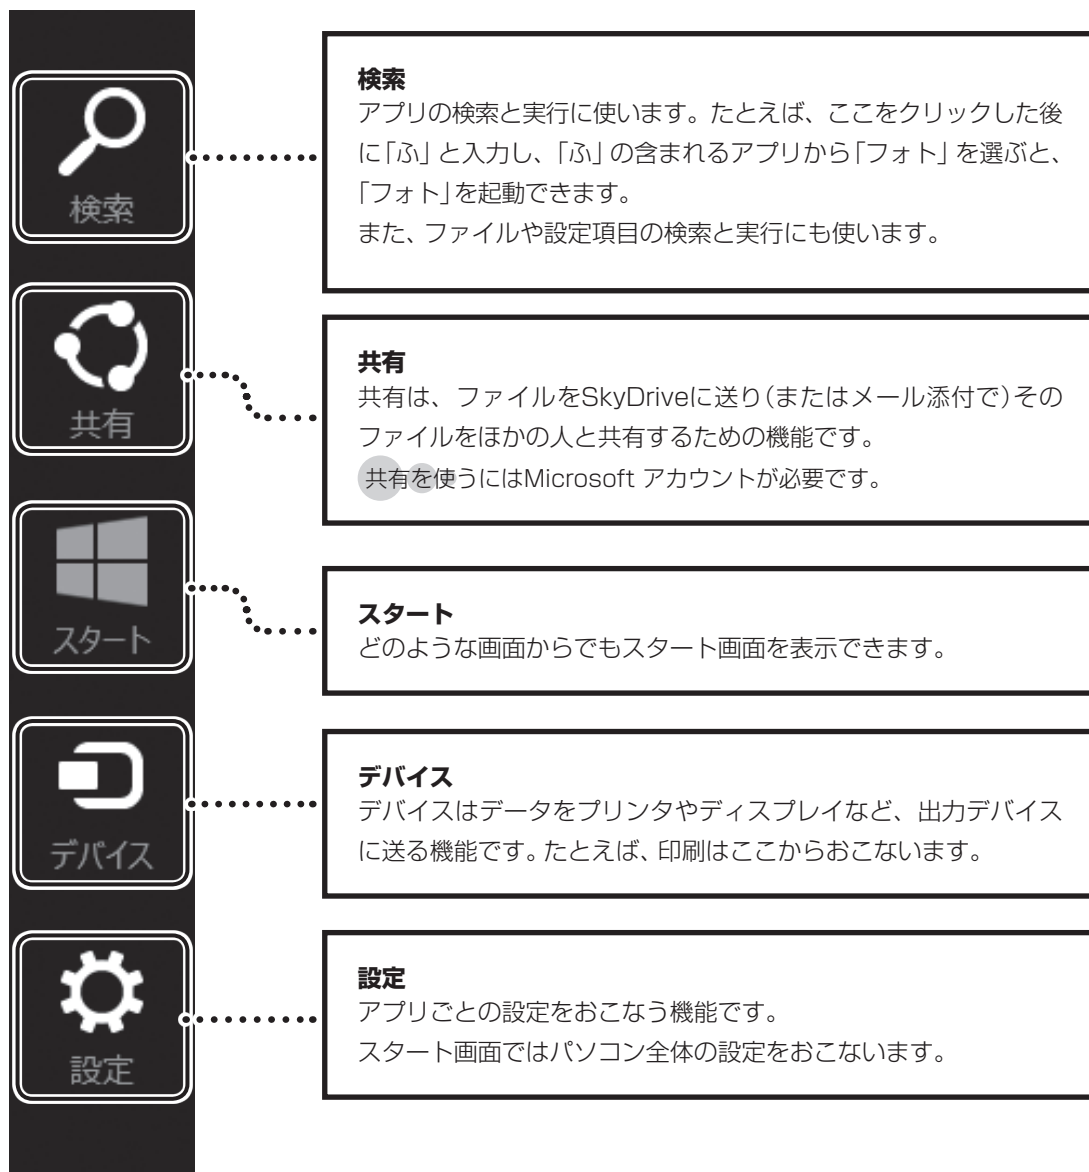 検索
検索
アプリの検索と実行に使います。たとえば、ここをクリックした後
に「ふ」と入力し、「ふ」の含まれるアプリから「フォト」を選ぶと、
「フォト」を起動できます。
また、ファイルや設定項目の検索と実行にも使います。
共有
共有
共有は、ファイルをSkyDriveに送り（またはメール添付で）その
ファイルをほかの人と共有するための機能です。
共有を使うにはMicrosoft アカウントが必要です。
スタート
スタート
どのような画面からでもスタート画面を表示できます。
デバイス
デバイス
デバイスはデータをプリンタやディスプレイなど、出力デバイス
に送る機能です。たとえば、印刷はここからおこないます。
設定
設定
アプリごとの設定をおこなう機能です。
スタート画面ではパソコン全体の設定をおこないます。